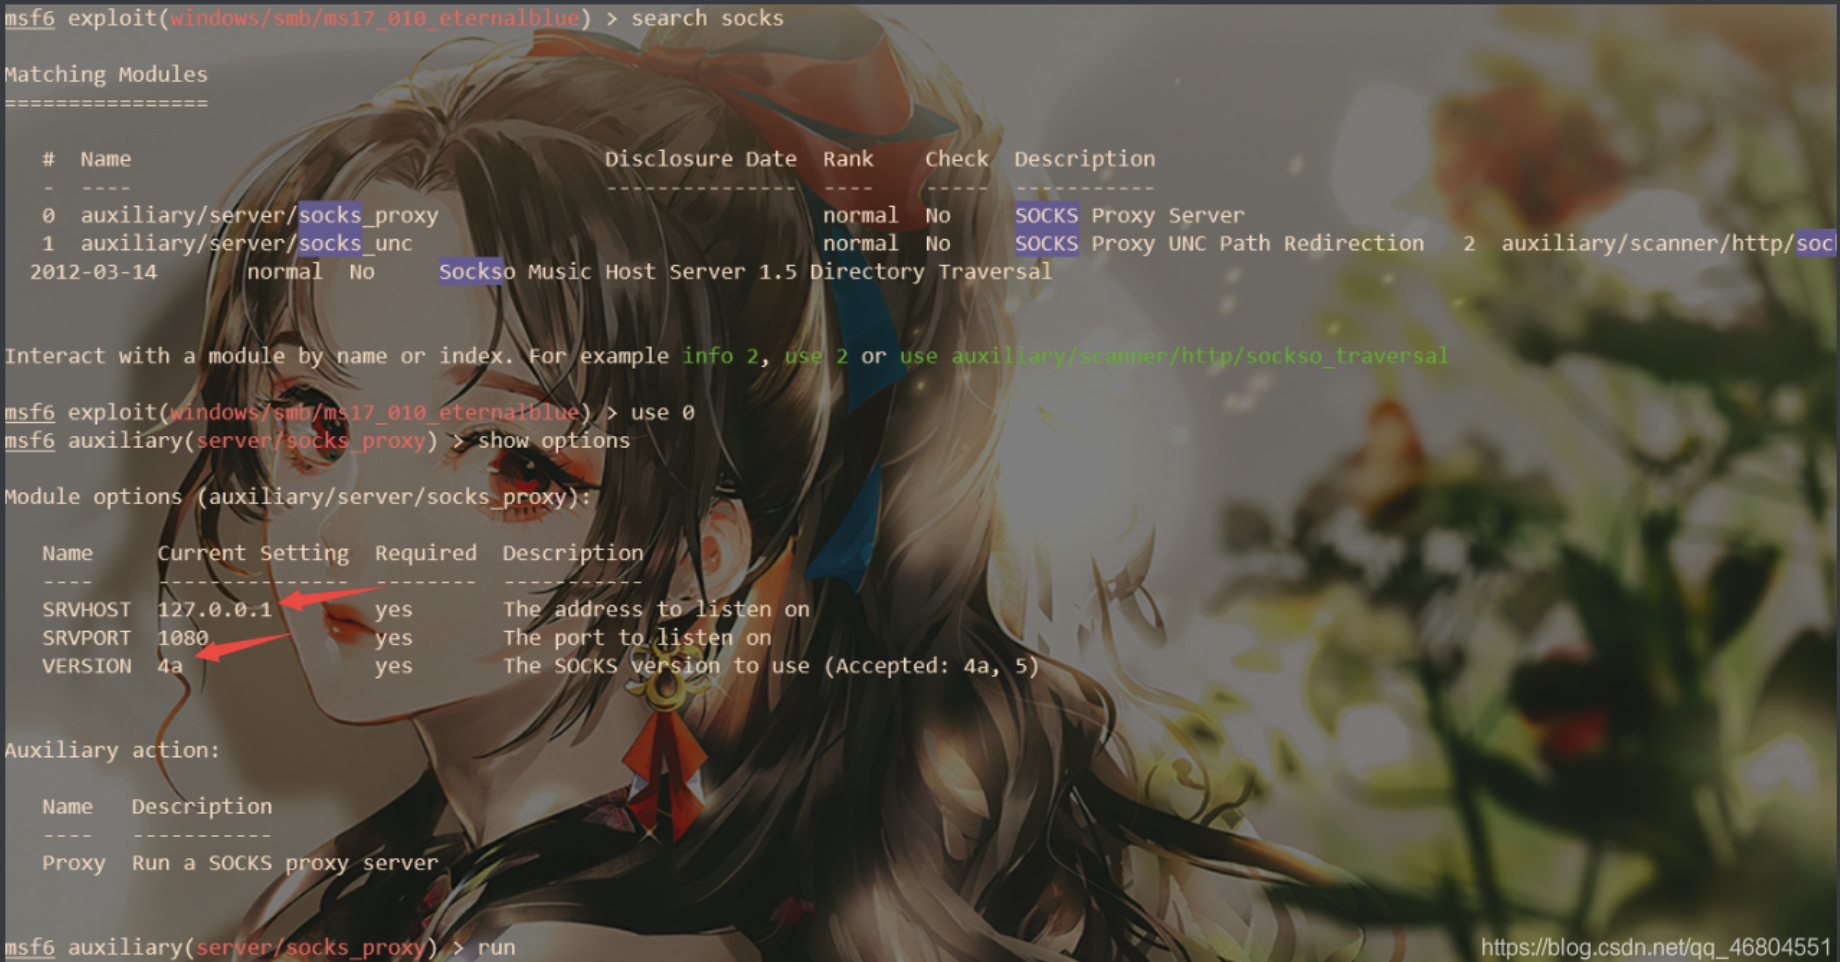 msf6 exploit(windows/smb/ms17_010_eternalblue) > search socks
Matching Modules
================
#  Name  Disclosure Date  Rank  Check  Description
-  ----  ---------------  ----  -----  -----------
0  auxiliary/server/socks_proxy  normal  No  SOCKS Proxy Server
1  auxiliary/server/socks_unc  normal  No  SOCKS Proxy UNC Path Redirection  2  auxiliary/scanner/http/soc
2012-03-14  normal  No  Sockso Music Host Server 1.5 Directory Traversal
Interact with a module by name or index. For example info 2, use 2 or use auxiliary/scanner/http/sockso_traversal
msf6 exploit(windows/smb/ms17_010_eternalblue) > use 0
msf6 auxiliary(server/socks_proxy) > show options
Module options (auxiliary/server/socks_proxy):
Name  Current Setting  Required  Description
----  ---------------  --------  -----------
SRVHOST  127.0.0.1  yes  The address to listen on
SRVPORT  1080  yes  The port to listen on
VERSION  4a  yes  The SOCKS version to use (Accepted: 4a, 5)
Auxiliary action:
Name  Description
----  -----------
Proxy  Run a SOCKS proxy server
msf6 auxiliary(server/socks_proxy) > run
https://blog.csdn.net/qq_46804551